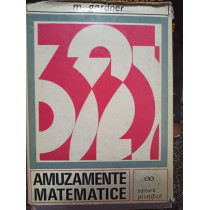 m. gardner
AMUZAMENTE
MATEMATICE
editura
științifică